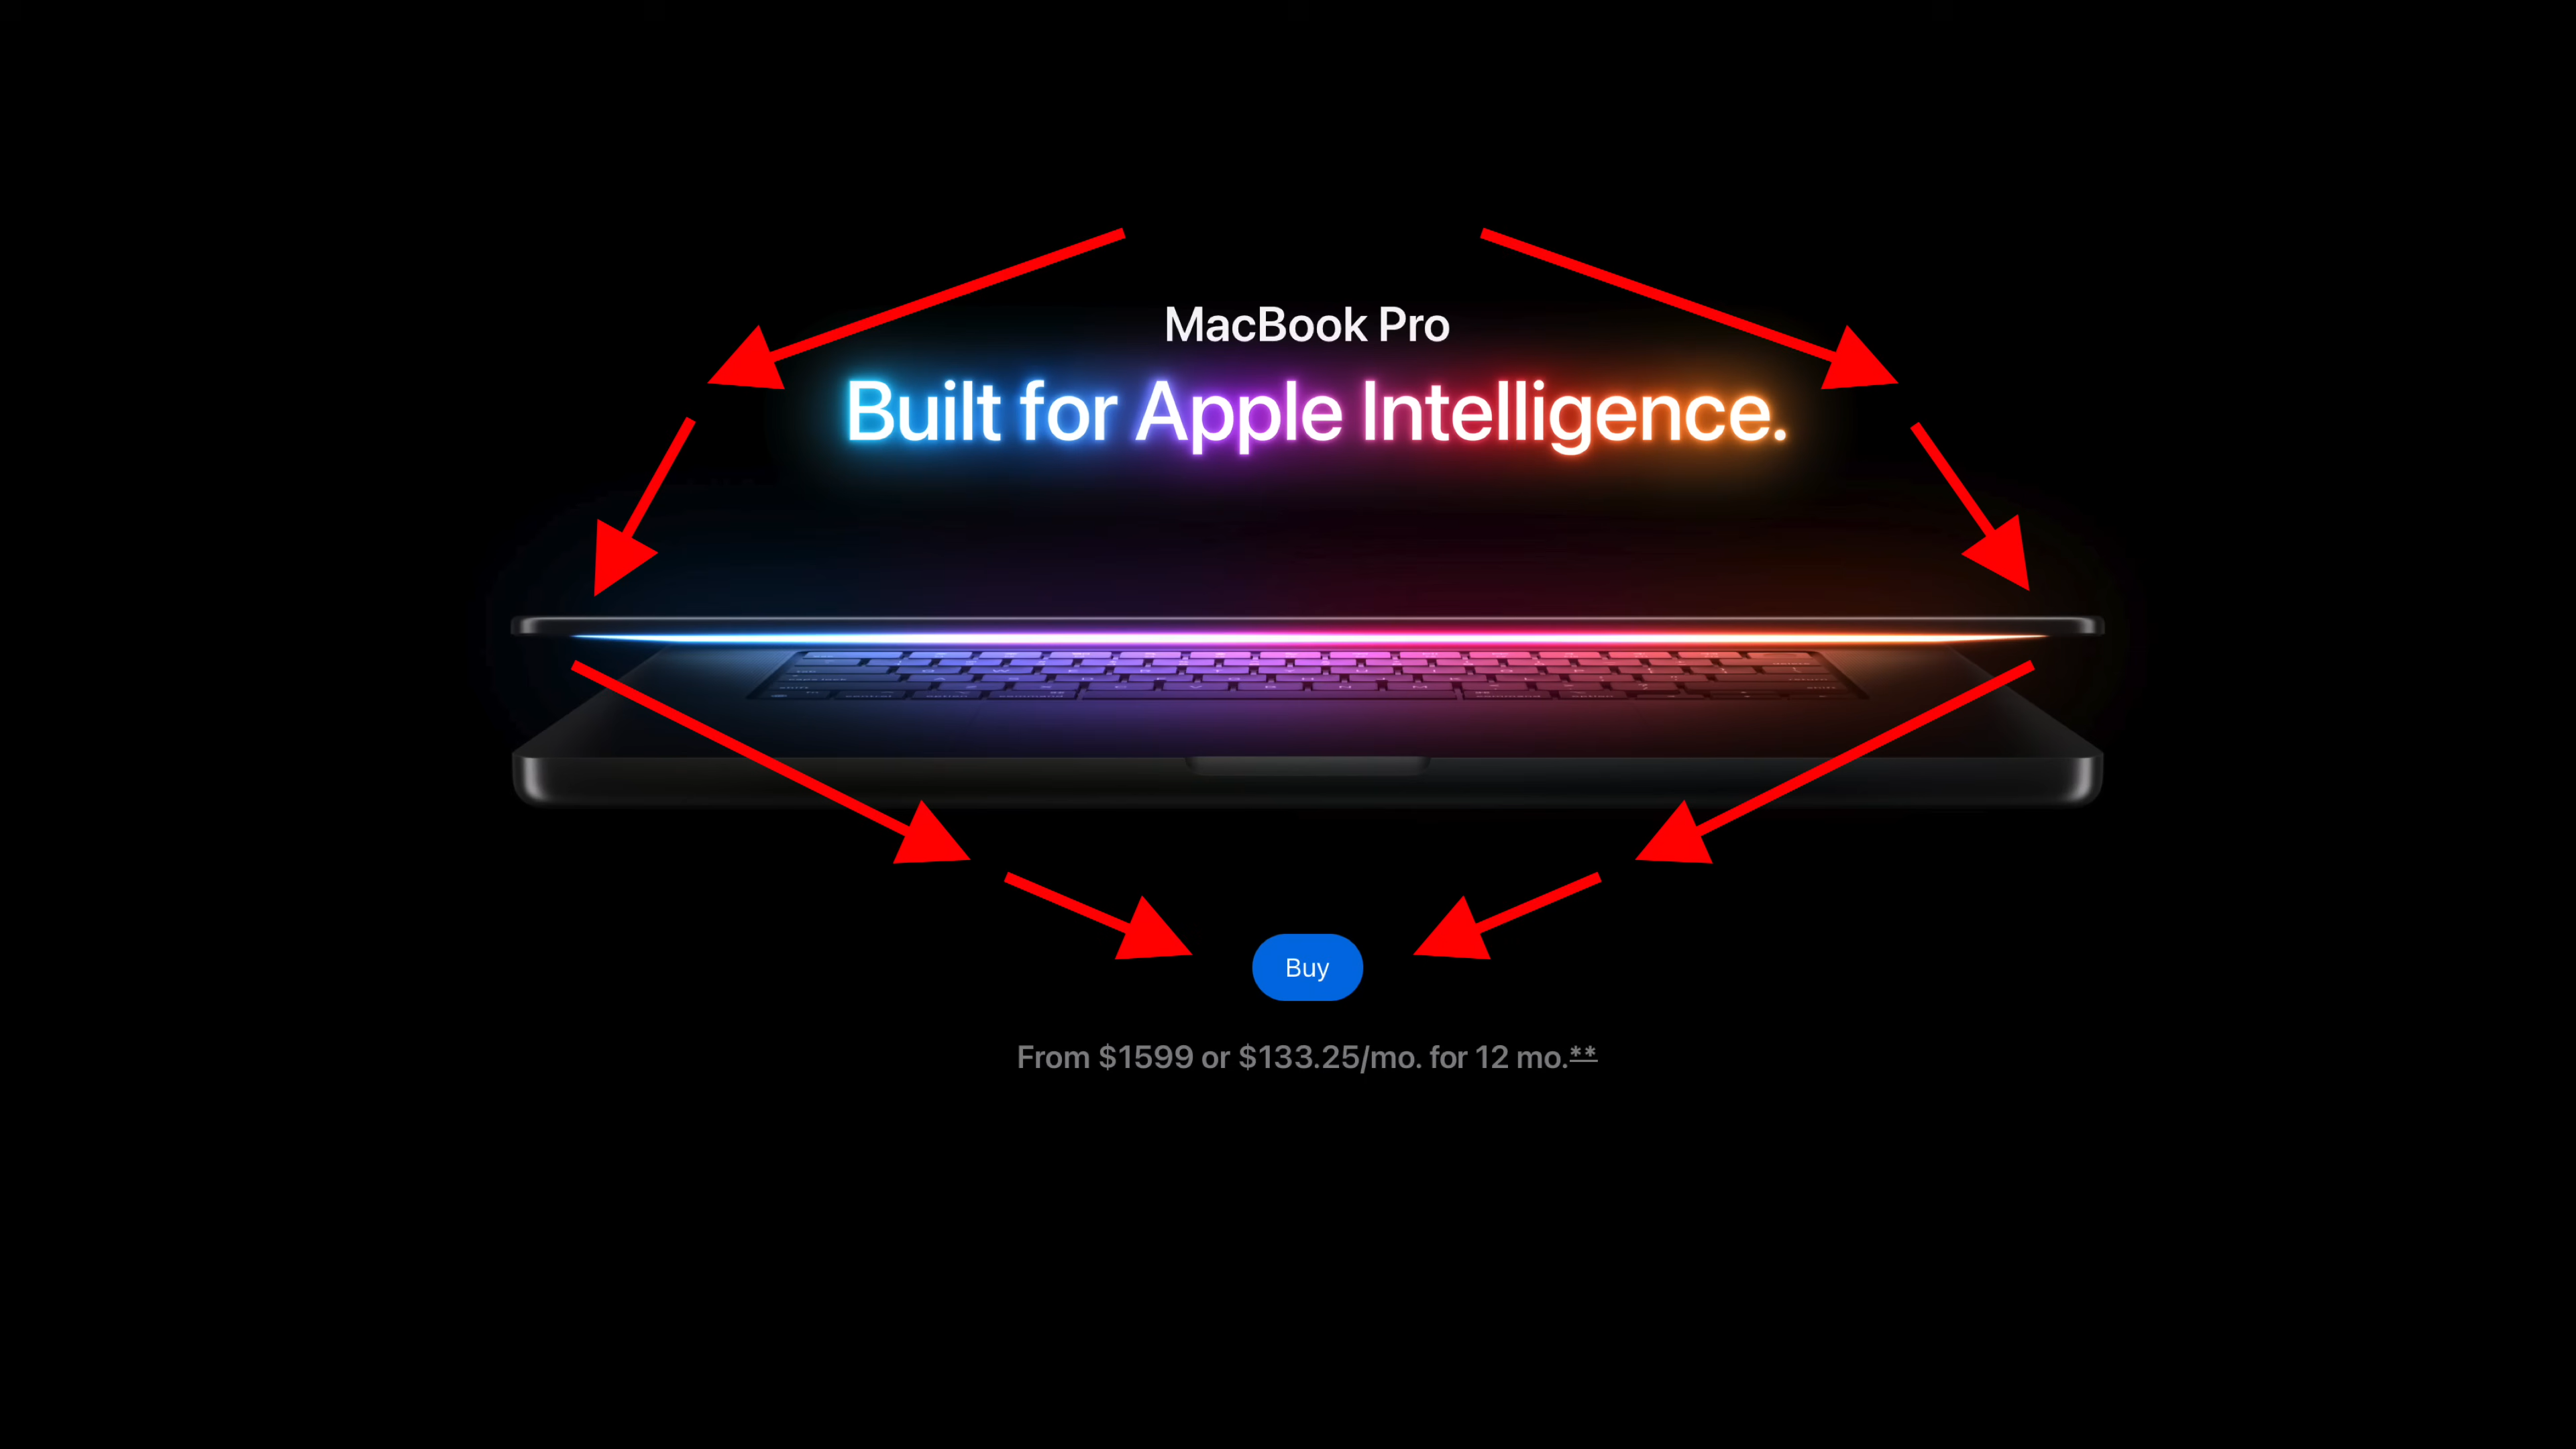 MacBook Pro
Built for Apple Intelligence.
Buy
From $1599 or $133.25/mo. for 12 mo.**